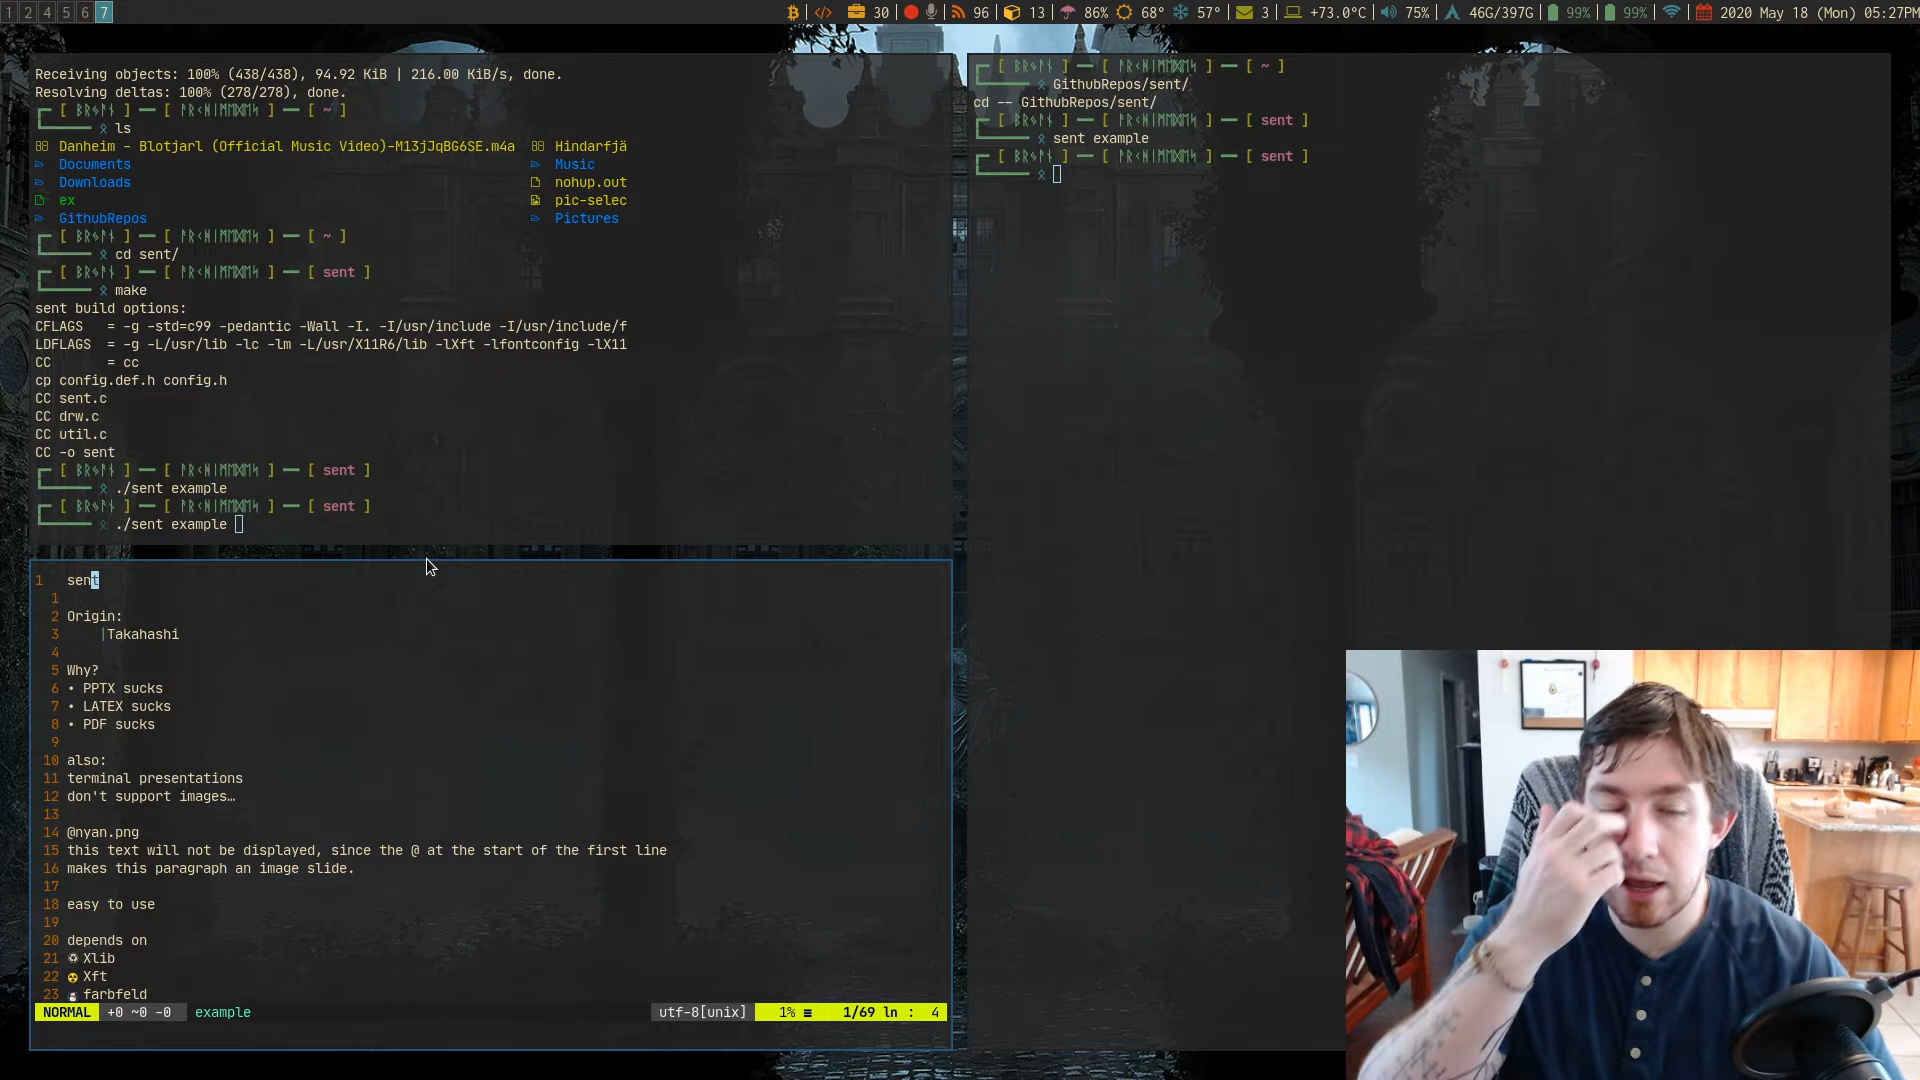 1 2 4 5 6 7
30 96 13 86% 68° 57° 3 +73.0°C 75% 46G/397G 99% 99% 2020 May 18 (Mon) 05:27PM
Receiving objects: 100% (438/438), 94.92 KiB | 216.00 KiB/s, done.
Resolving deltas: 100% (278/278), done.
[ ~ ]
ls
Danheim - Blotjarl (Official Music Video)-M13jJqBG6SE.m4a Hindarfjä
Documents Music
Downloads nohup.out
ex pic-selec
GithubRepos Pictures
[ ~ ]
cd sent/
[ sent ]
make
sent build options:
CFLAGS = -g -std=c99 -pedantic -Wall -I. -I/usr/include -I/usr/include/f
LDFLAGS = -g -L/usr/lib -lc -lm -L/usr/X11R6/lib -lXft -lfontconfig -lX11
CC = cc
cp config.def.h config.h
CC sent.c
CC drw.c
CC util.c
CC -o sent
[ sent ]
./sent example
[ sent ]
./sent example
1 sent
1
2 Origin:
3 |Takahashi
4
5 Why?
6 • PPTX sucks
7 • LATEX sucks
8 • PDF sucks
9
10 also:
11 terminal presentations
12 don't support images…
13
14 @nyan.png
15 this text will not be displayed, since the @ at the start of the first line
16 makes this paragraph an image slide.
17
18 easy to use
19
20 depends on
21 ♽ Xlib
22 ☢ Xft
23 ☃ farbfeld
NORMAL +0 ~0 -0 example utf-8[unix] 1% ≡ 1/69 ln : 4
[ ~ ]
GithubRepos/sent/
cd -- GithubRepos/sent/
[ sent ]
sent example
[ sent ]